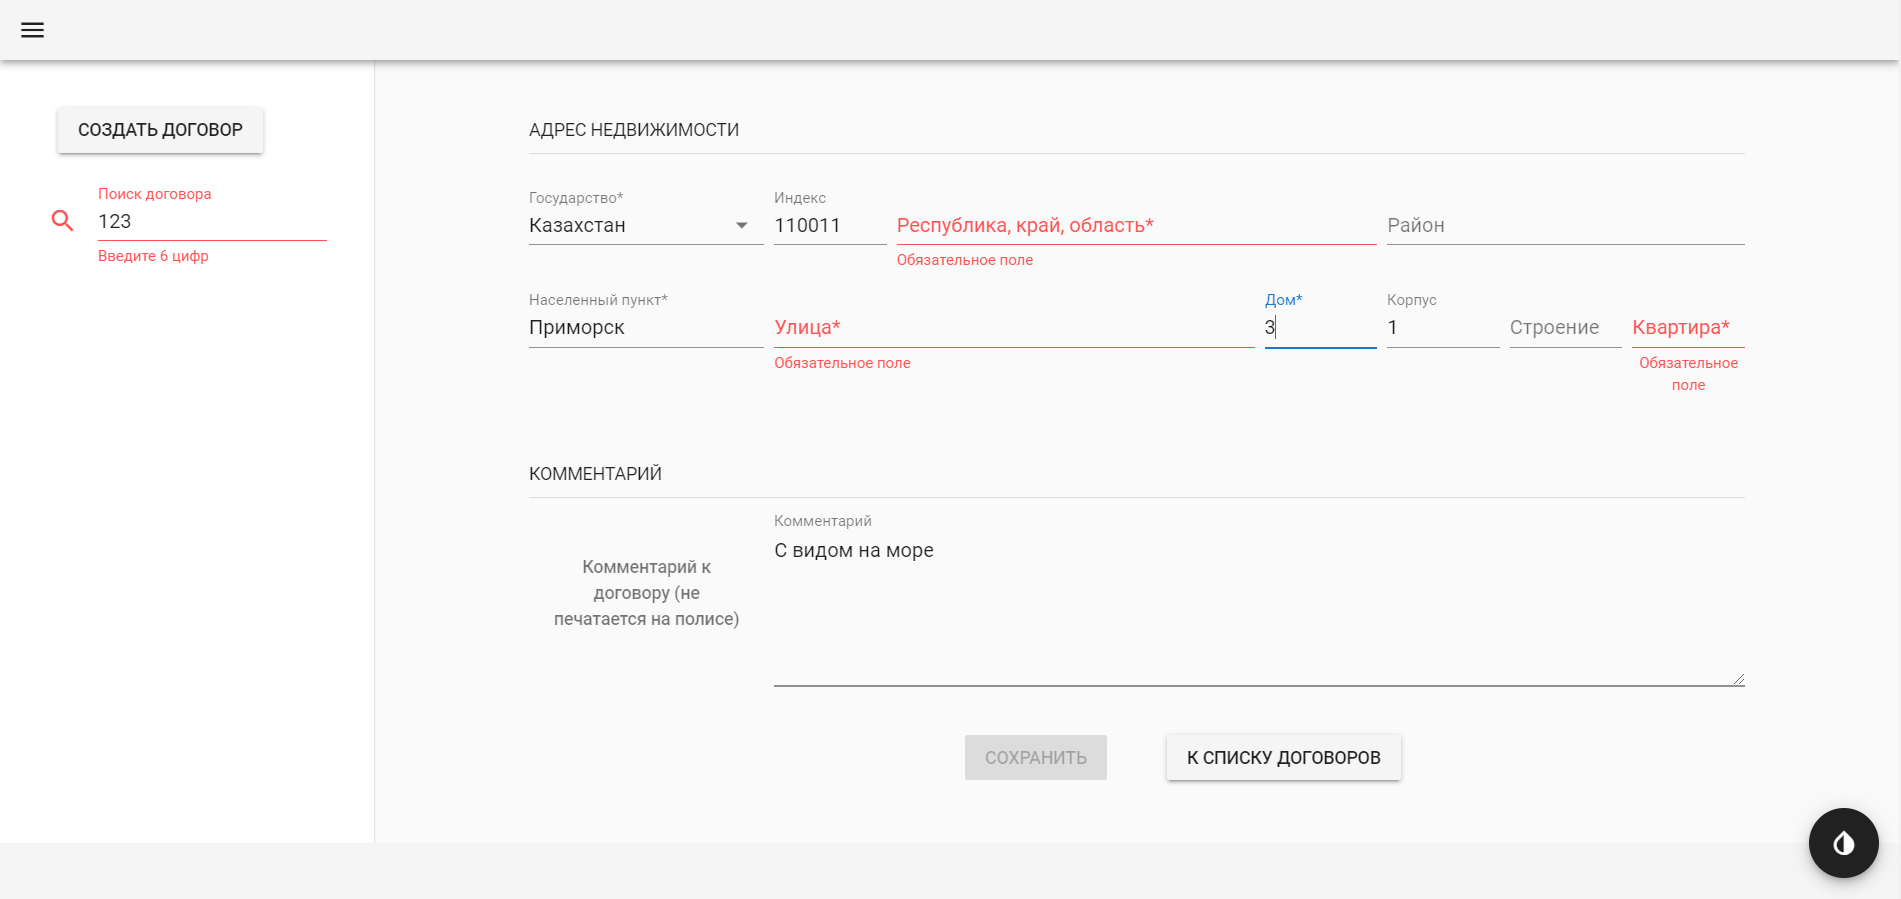 СОЗДАТЬ ДОГОВОР
Поиск договора
123
Введите 6 цифр
АДРЕС НЕДВИЖИМОСТИ
Государство*
Казахстан
Индекс
110011
Республика, край, область*
Обязательное поле
Район
Населенный пункт*
Приморск
Улица*
Обязательное поле
Дом*
3
Корпус
1
Строение
Квартира*
Обязательное
поле
КОММЕНТАРИЙ
Комментарий к
договору (не
печатается на полисе)
Комментарий
С видом на море
СОХРАНИТЬ
К СПИСКУ ДОГОВОРОВ